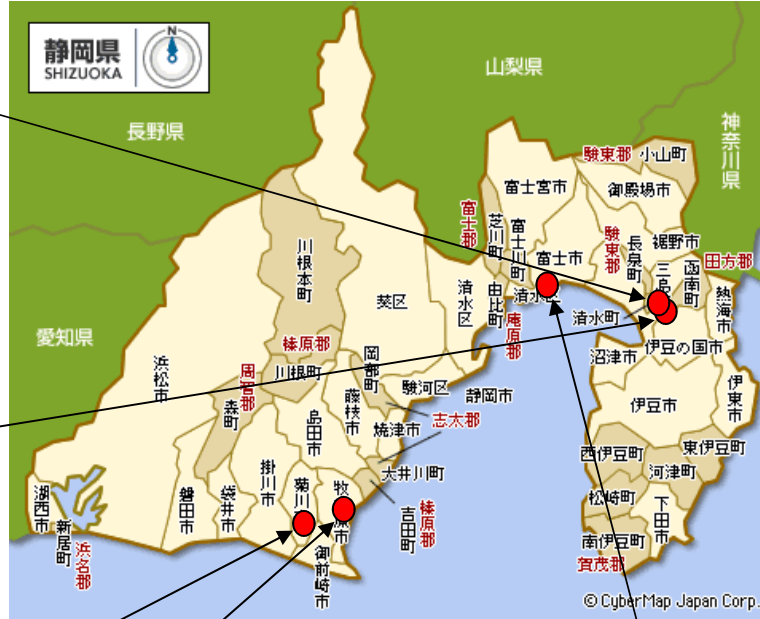 静岡県
SHIZUOKA
N
山梨県
長野県
神奈川県
愛知県
駿東郡
小山町
御殿場市
富士宮市
富士郡
芝川町
富士川町
富士市
駿東郡
長泉町
裾野市
三島
函南町
田方郡
熱海市
清水区
由比町
清水区
庵原郡
清水町
沼津市
伊豆の国市
伊豆市
伊東市
川根本町
葵区
榛原郡
川根町
岡部町
駿河区
静岡市
浜松市
周智郡
森町
島田市
藤枝市
焼津市
志太郡
大井川町
掛川市
菊川
牧
原市
吉田町
榛原郡
御前崎市
湖西市
新居町
浜名郡
磐田市
袋井市
西伊豆町
東伊豆町
河津町
松崎町
下田市
南伊豆町
賀茂郡
© CyberMap Japan Corp.